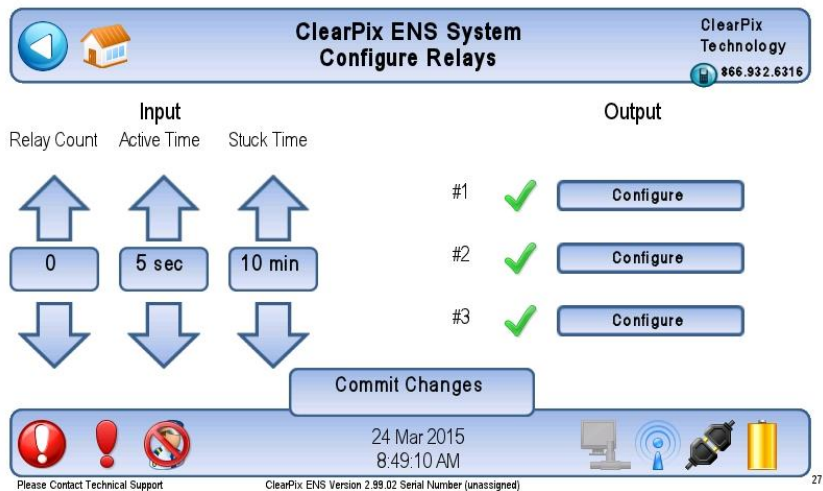 ClearPix ENS System
Configure Relays
ClearPix
Technology
866.932.6316
Input
Output
Relay Count Active Time Stuck Time
#1 Configure
0 5 sec 10 min
#2 Configure
#3 Configure
Commit Changes
24 Mar 2015
8:49:10 AM
Please Contact Technical Support ClearPix ENS Version 2.99.02 Serial Number (unassigned) 27